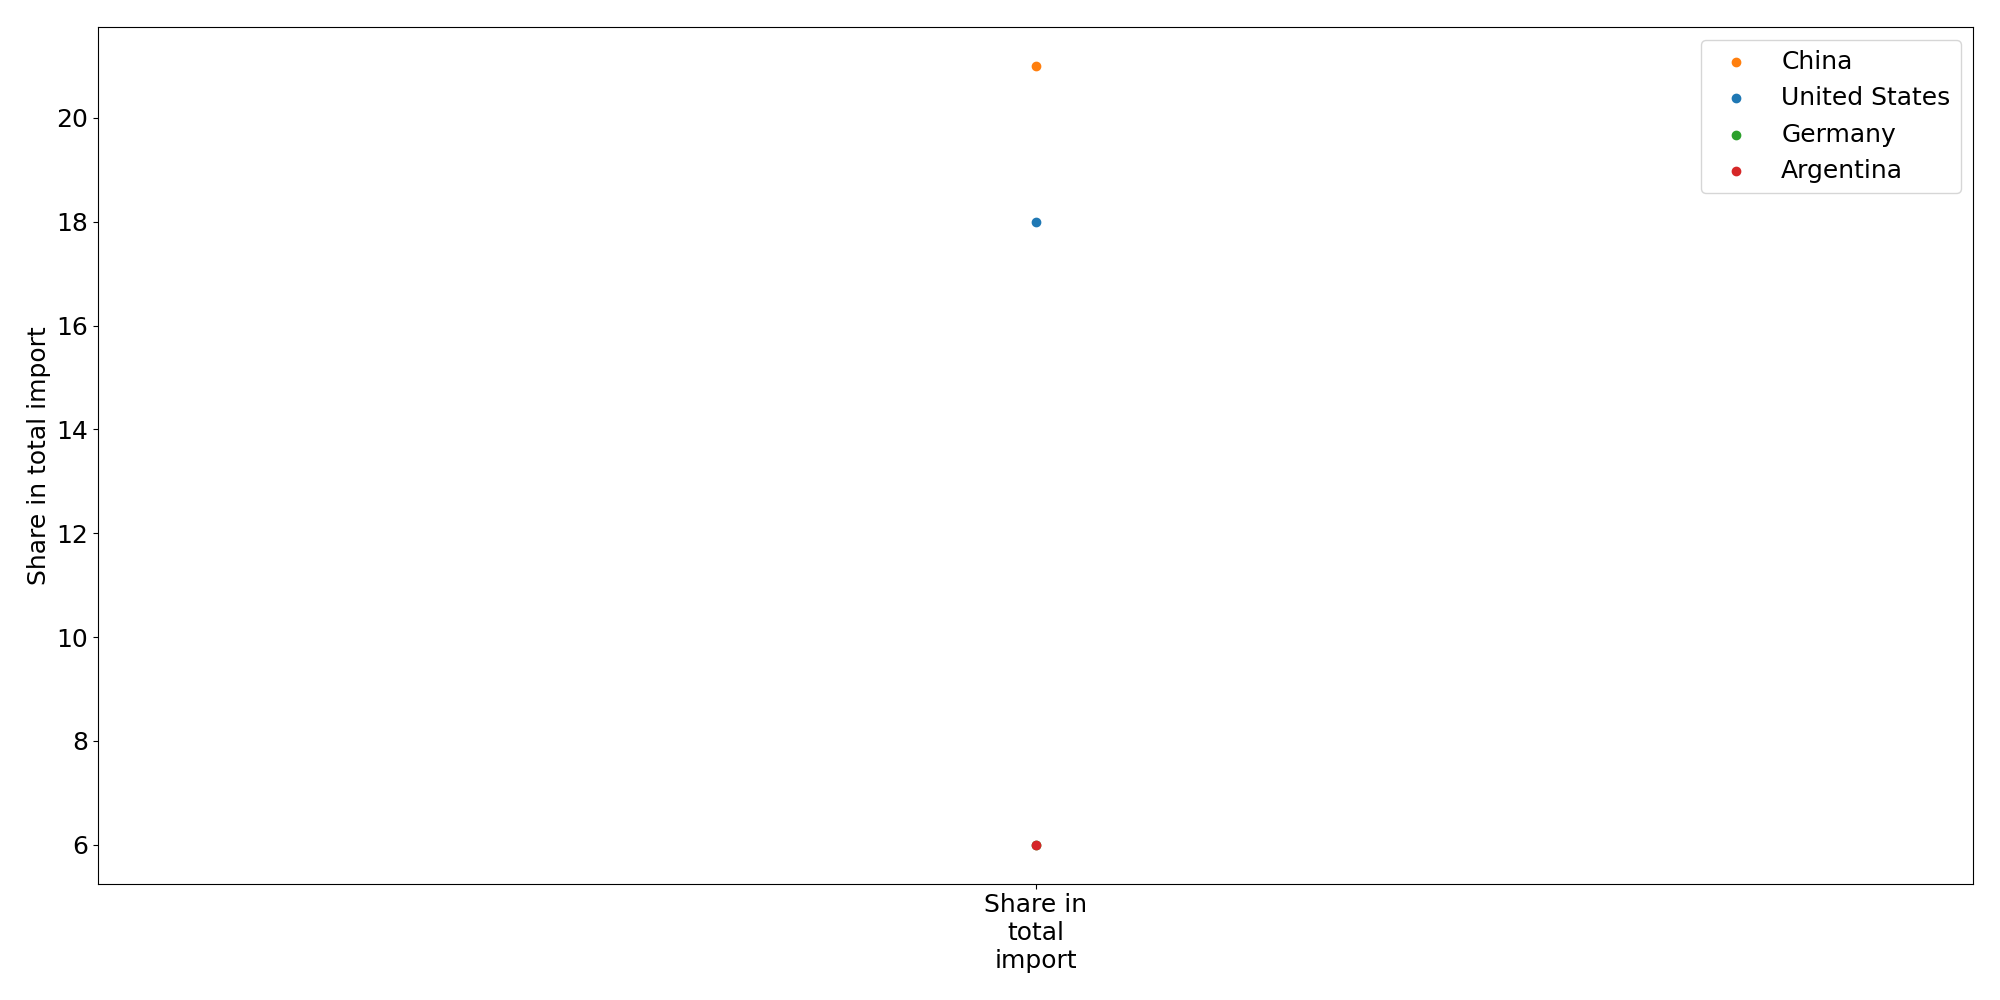 China
United States
Germany
Argentina
20
18
16
14
12
10
8
6
Share in total import
Share in
total
import